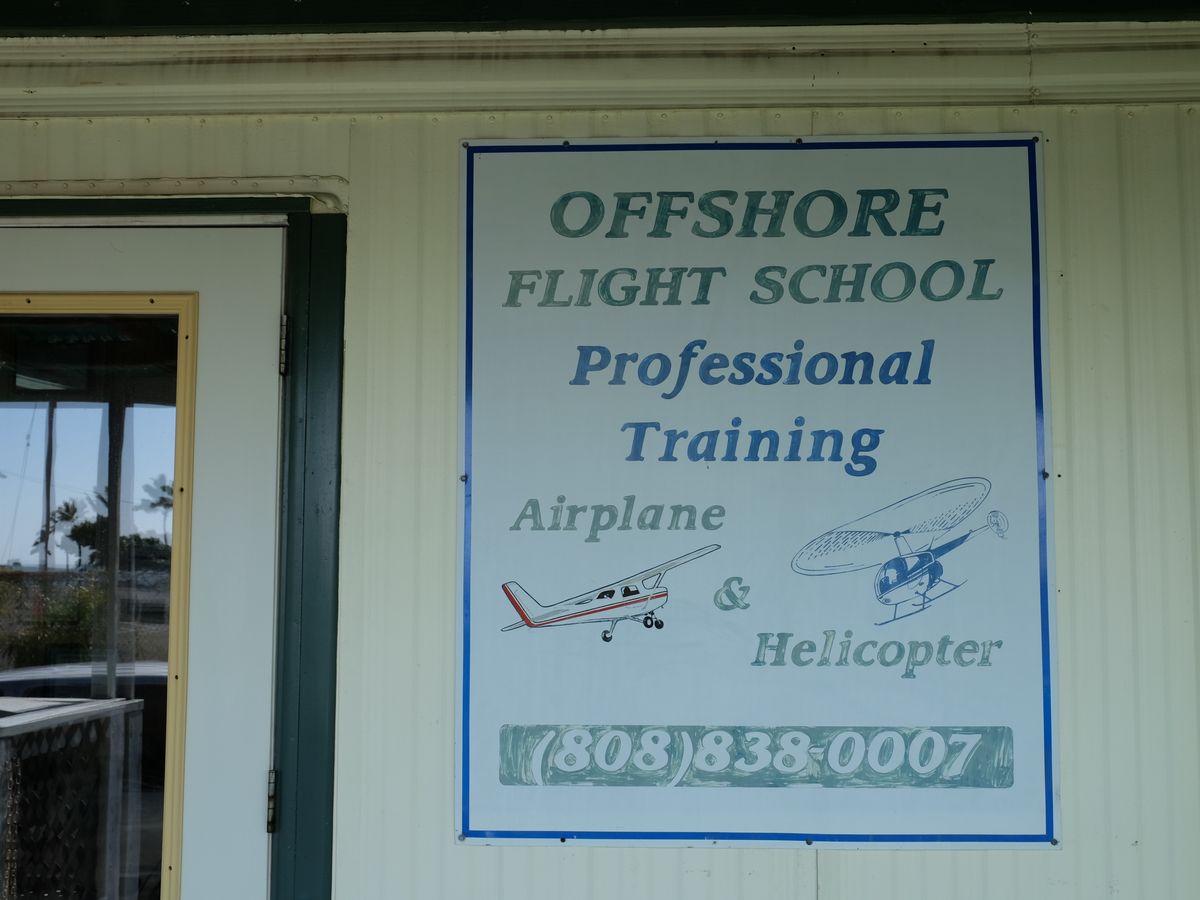 OFFSHORE
FLIGHT SCHOOL
Professional
Training
Airplane
&
Helicopter
(808)838-0007